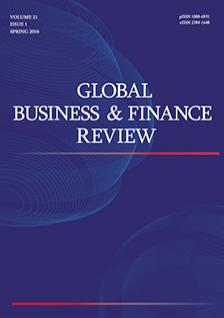 VOLUME 21
ISSUE 1
SPRING 2016
pISSN 1088-6931
eISSN 2384-1648
GLOBAL
BUSINESS & FINANCE
REVIEW